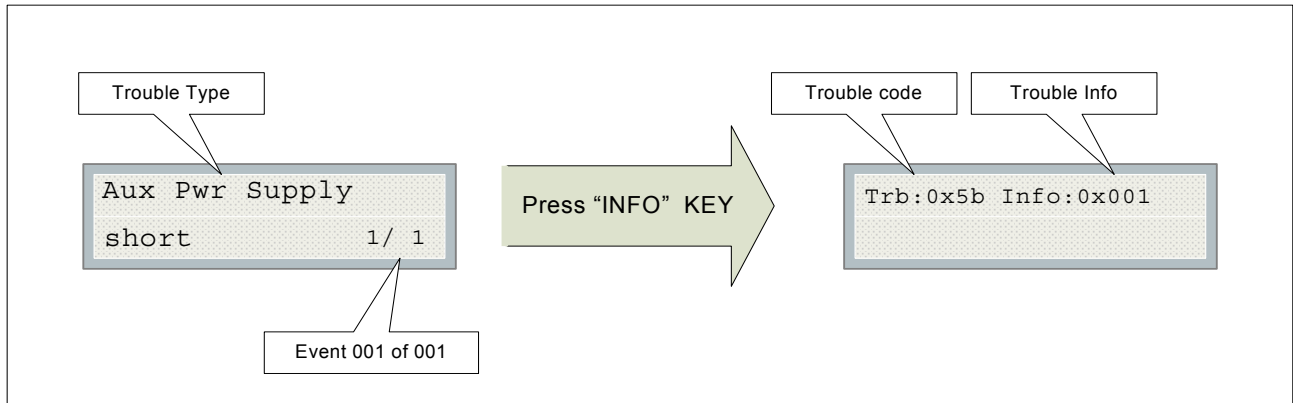 Trouble Type
Aux Pwr Supply
short 1/ 1
Event 001 of 001
Press “INFO” KEY
Trouble code
Trouble Info
Trb:0x5b Info:0x001